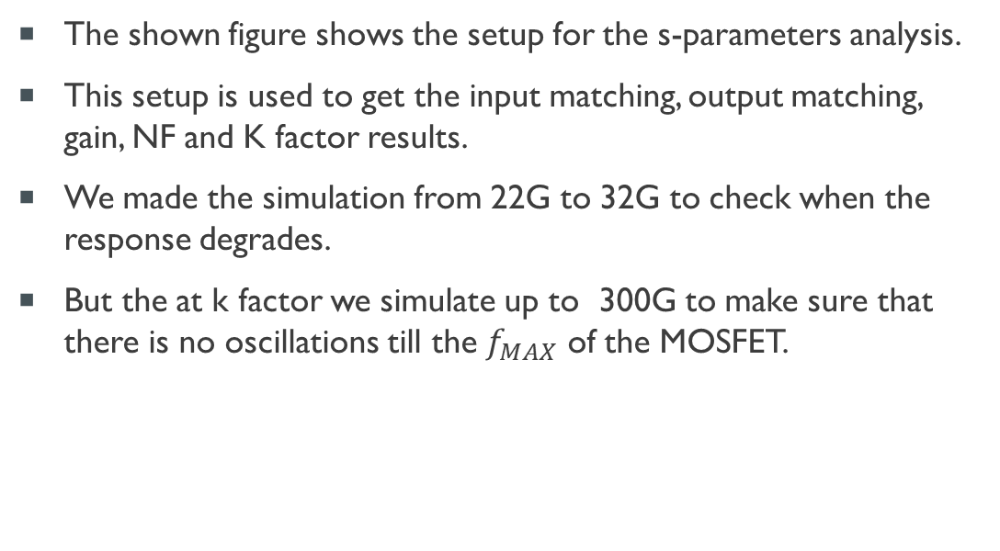 ▪ The shown figure shows the setup for the s-parameters analysis.
▪ This setup is used to get the input matching, output matching,
gain, NF and K factor results.
▪ We made the simulation from 22G to 32G to check when the
response degrades.
▪ But the at k factor we simulate up to  300G to make sure that
there is no oscillations till the f_MAX of the MOSFET.